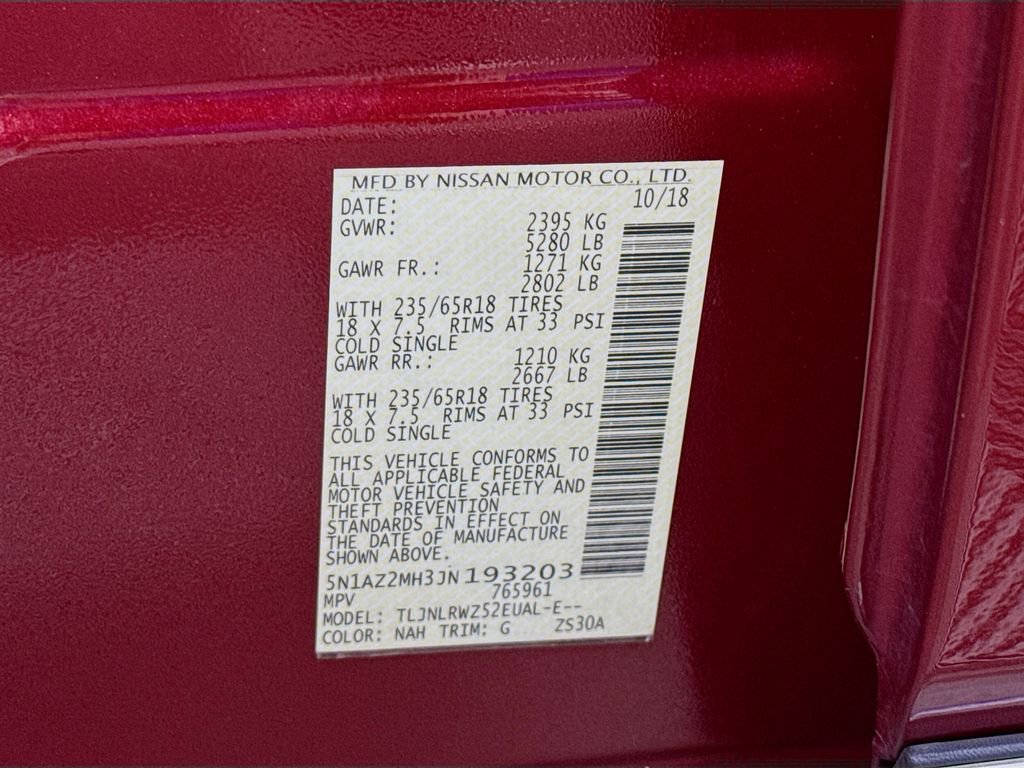 MFD BY NISSAN MOTOR CO., LTD.
DATE: 10/18
GVWR: 2395 KG
5280 LB
GAWR FR.: 1271 KG
2802 LB
WITH 235/65R18 TIRES
18 X 7.5 RIMS AT 33 PSI
COLD SINGLE
GAWR RR.: 1210 KG
2667 LB
WITH 235/65R18 TIRES
18 X 7.5 RIMS AT 33 PSI
COLD SINGLE
THIS VEHICLE CONFORMS TO
ALL APPLICABLE FEDERAL
MOTOR VEHICLE SAFETY AND
THEFT PREVENTION
STANDARDS IN EFFECT ON
THE DATE OF MANUFACTURE
SHOWN ABOVE.
5N1AZ2MH3JN193203
MPV 765961
MODEL: TLJNLRWZ52EUAL-E--
COLOR: NAH TRIM: G ZS30A